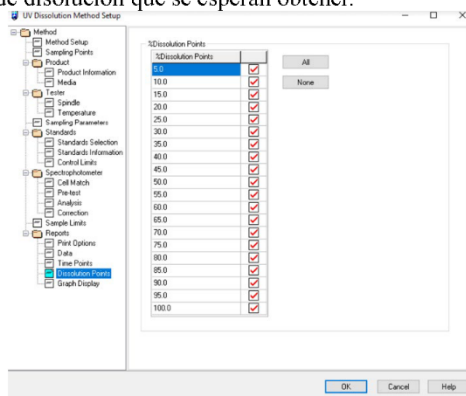 de disolución que se esperan obtener.
UV Dissolution Method Setup
Method
Method Setup
Sampling Points
Product
Product Information
Media
Tester
Spindle
Temperature
Sampling Parameters
Standards
Standards Selection
Standards Information
Control Limits
Spectrophotometer
Cell Match
Pre-test
Analysis
Correction
Sample Limits
Reports
Print Options
Data
Time Points
Dissolution Points
Graph Display
%Dissolution Points
%Dissolution Points
5.0
10.0
15.0
20.0
25.0
30.0
35.0
40.0
45.0
50.0
55.0
60.0
65.0
70.0
75.0
80.0
85.0
90.0
95.0
100.0
All
None
OK
Cancel
Help